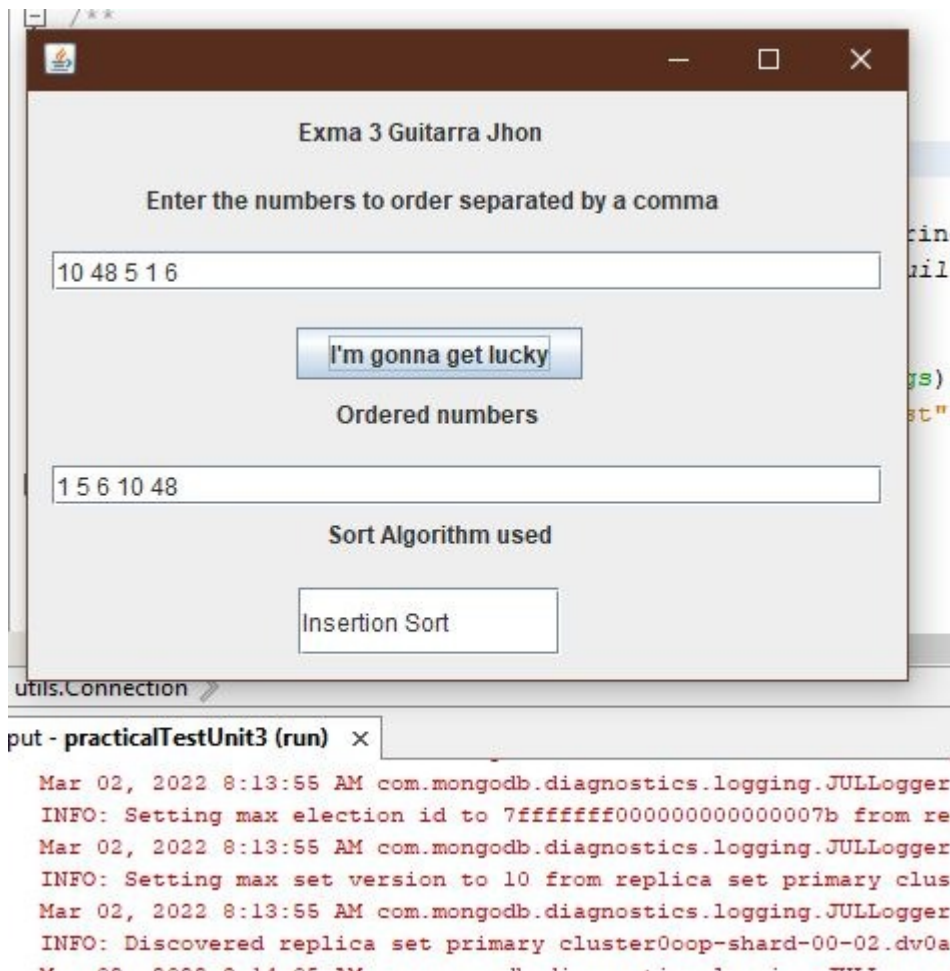 /**
Exma 3 Guitarra Jhon
Enter the numbers to order separated by a comma
10 48 5 1 6
I'm gonna get lucky
Ordered numbers
1 5 6 10 48
Sort Algorithm used
Insertion Sort
utils.Connection
put - practicalTestUnit3 (run)
Mar 02, 2022 8:13:55 AM com.mongodb.diagnostics.logging.JULLogger
INFO: Setting max election id to 7fffffff000000000000007b from re
Mar 02, 2022 8:13:55 AM com.mongodb.diagnostics.logging.JULLogger
INFO: Setting max set version to 10 from replica set primary clus
Mar 02, 2022 8:13:55 AM com.mongodb.diagnostics.logging.JULLogger
INFO: Discovered replica set primary cluster0oop-shard-00-02.dv0a